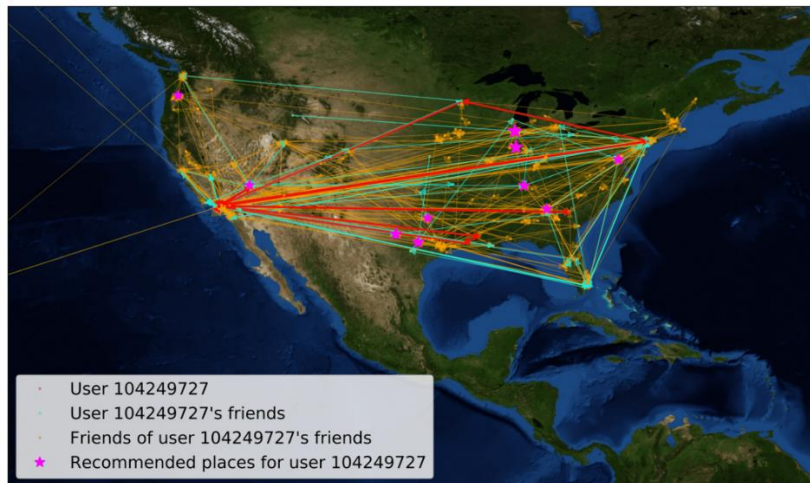 User 104249727
User 104249727's friends
Friends of user 104249727's friends
Recommended places for user 104249727